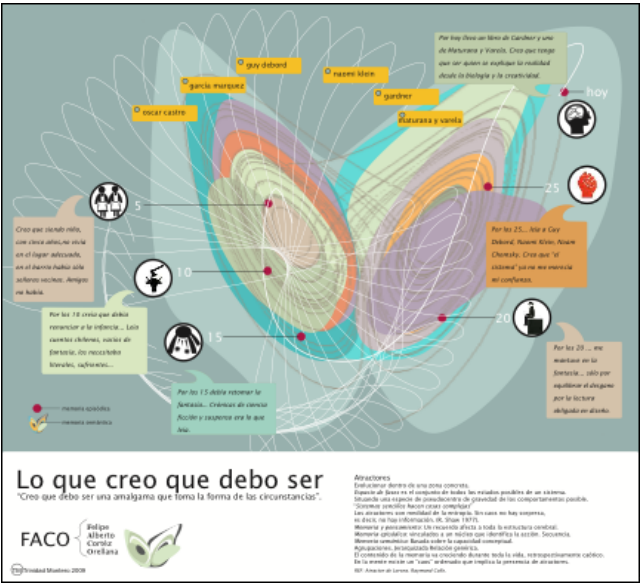 guy debord
naomi klein
garcía marquez
gardner
oscar castro
maturana y varela
Por hoy llevo un libro de Gardner y uno
de Maturana y Varela. Creo que tengo
que ser quien se explique la realidad
desde la biología y la creatividad.
hoy
25
5
Creo que siendo niño,
con cinco años, no vivía
en el lugar adecuado,
en el barrio había sólo
señores vecinos. Amigos
no había.
Por los 25... leía a Guy
Debord, Naomi Klein, Noam
Chomsky. Creo que "el
sistema" ya no me merecía
mi confianza.
10
Por los 10 creía que debía
renunciar a la infancia... Leía
cuentos chilenos, vacíos de
fantasía, los necesitaba
literales, sufrientes...
15
20
Por los 15 debía retomar la
fantasía... Crónicas de ciencia
ficción y suspenso era lo que
leía.
Por los 20 ... me
mantuve en la
fantasía ... sólo por
equilibrar el desgano
por la lectura
obligada en diseño.
memoria episódica
memoria semántica
Lo que creo que debo ser
"Creo que debo ser una amalgama que toma la forma de las circunstancias".
FACO
Felipe
Alberto
Cortéz
Orellana
Trinidad Montero 2008
Atractores
Evolucionar dentro de una zona concreta.
Espacio de fases es el conjunto de todos los estados posibles de un sistema.
Situando una especie de pseudocentro de gravedad de los comportamientos posible.
"Sistemas sencillos hacen cosas complejas"
Los atractores son medidad de la entropía. Sin caos no hay sorpresa,
es decir, no hay información. (R. Shaw 1977).
Memoria y pensamiento: Un recuerdo afecta a toda la estructura cerebral.
Memoria episódica: vinculados a un núcleo que identifica la acción. Secuencia.
Memoria semántica: Basada sobre la capacidad conceptual.
Agrupaciones. Jerarquizada Relación genérica.
El contenido de la memoria va creciendo durante toda la vida, retrospectivamente caótico.
En la mente existe un "caos" ordenado que implica la presencia de atractores.
REF: Atractor de Lorenz. Raymond Colle.